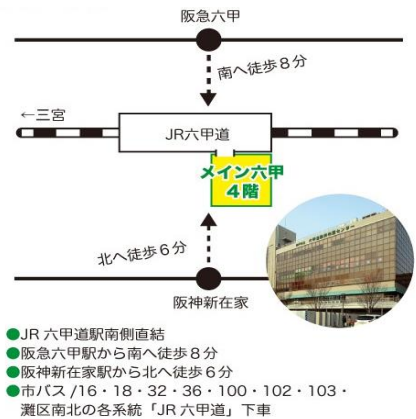 阪急六甲
南へ徒歩8分
←三宮
JR六甲道
メイン六甲
4階
北へ徒歩6分
阪神新在家
●JR六甲道駅南側直結
●阪急六甲駅から南へ徒歩8分
●阪神新在家駅から北へ徒歩6分
●市バス/16・18・32・36・100・102・103・
灘区南北の各系統「JR六甲道」下車